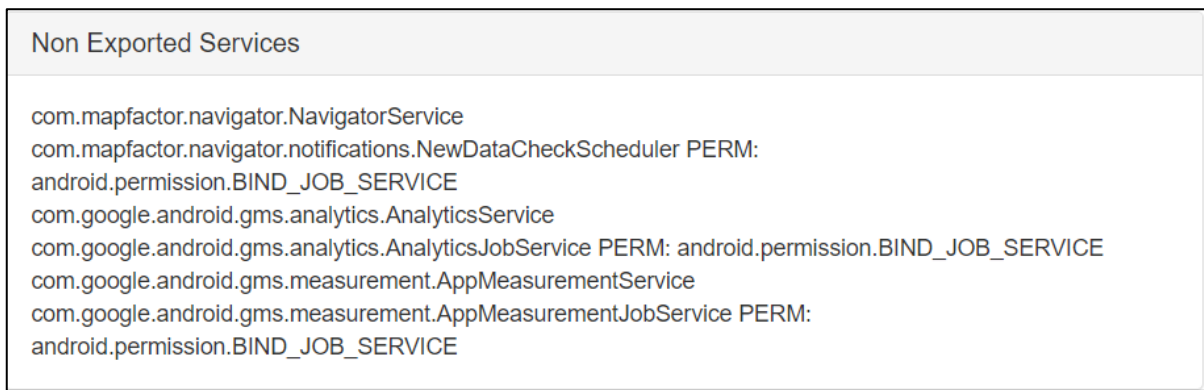 Non Exported Services
com.mapfactor.navigator.NavigatorService
com.mapfactor.navigator.notifications.NewDataCheckScheduler PERM:
android.permission.BIND_JOB_SERVICE
com.google.android.gms.analytics.AnalyticsService
com.google.android.gms.analytics.AnalyticsJobService PERM: android.permission.BIND_JOB_SERVICE
com.google.android.gms.measurement.AppMeasurementService
com.google.android.gms.measurement.AppMeasurementJobService PERM:
android.permission.BIND_JOB_SERVICE